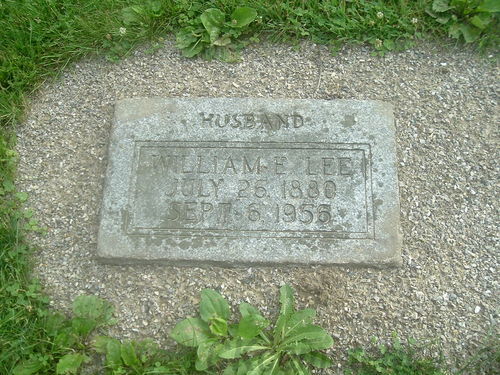 HUSBAND
WILLIAM E LEE
JULY 26 1880
SEPT 6 1955